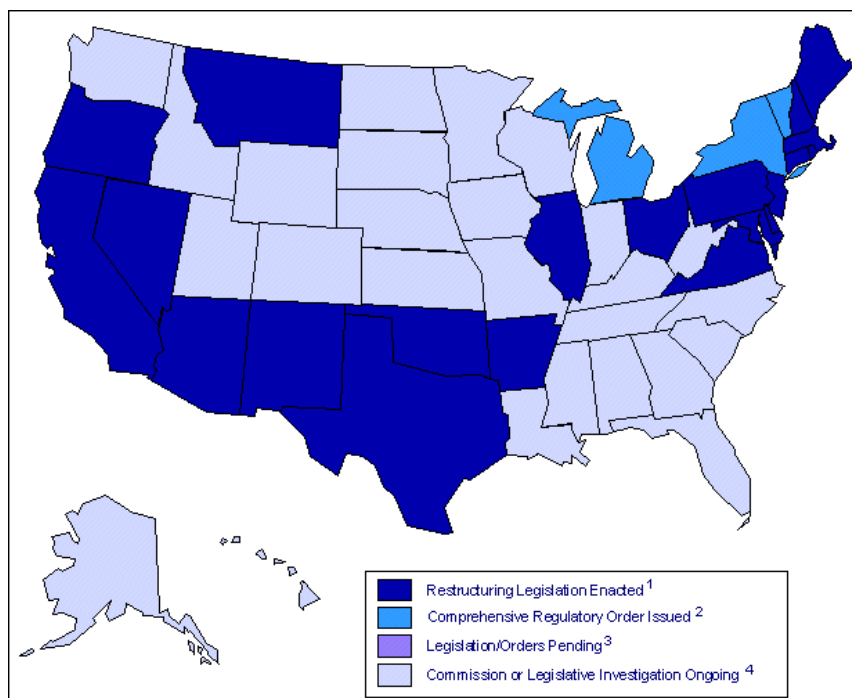 Restructuring Legislation Enacted 1
Comprehensive Regulatory Order Issued 2
Legislation/Orders Pending 3
Commission or Legislative Investigation Ongoing 4